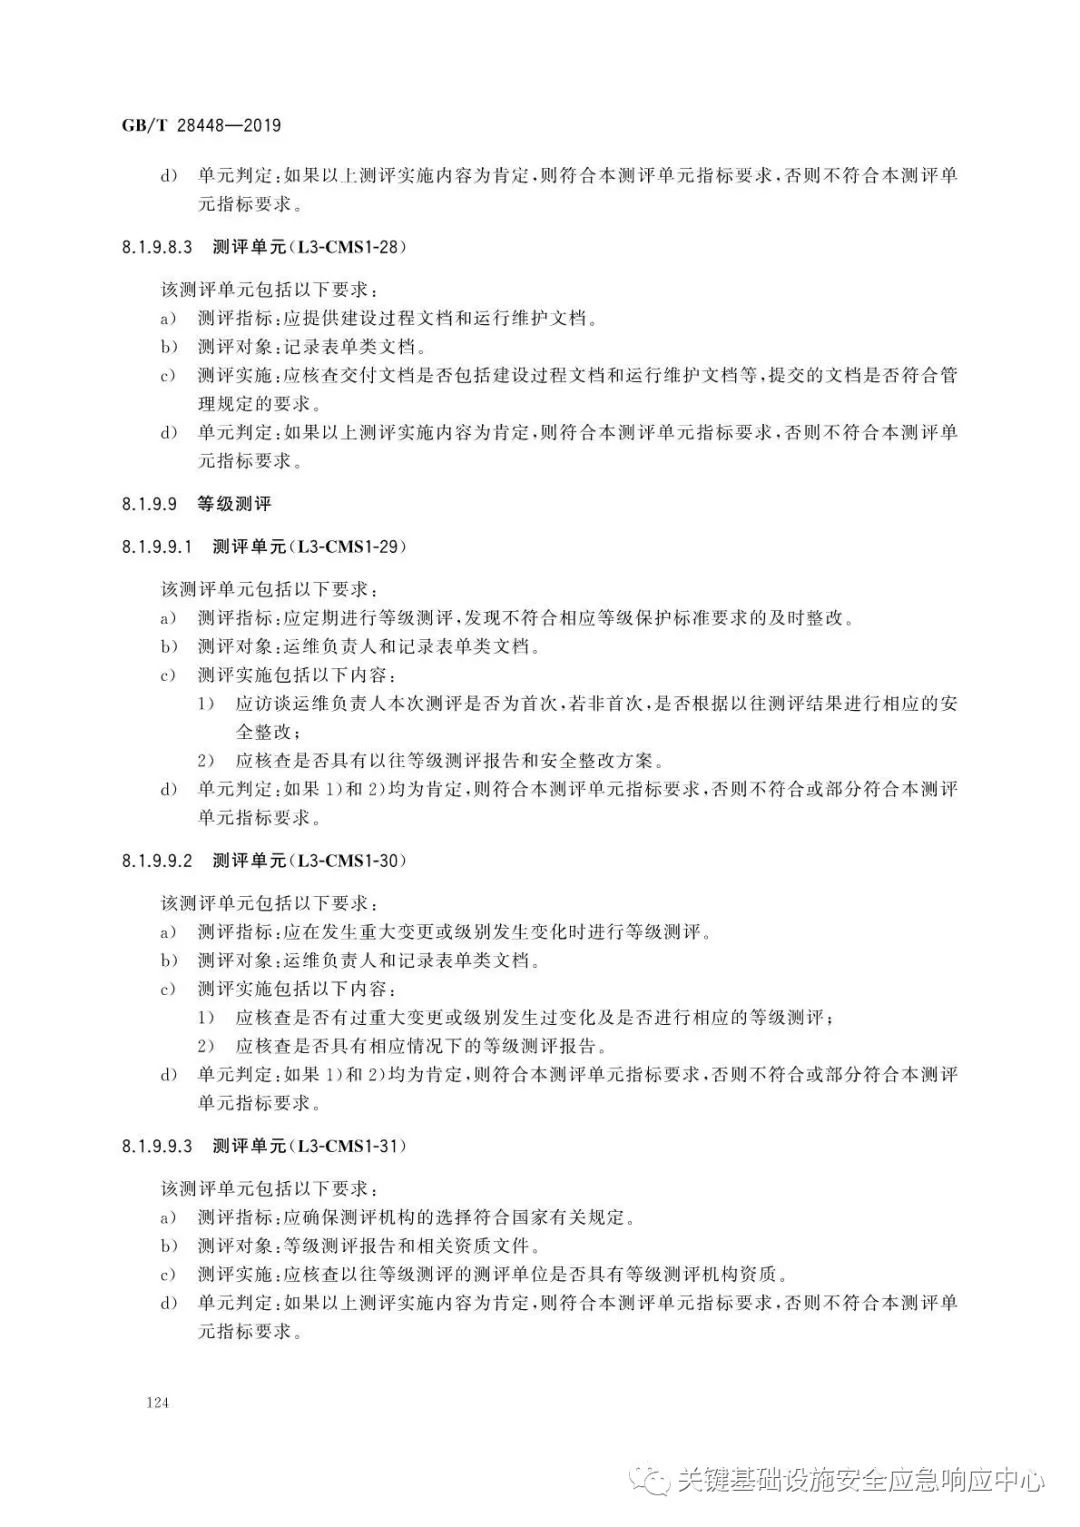 GB/T 28448—2019
d) 单元判定:如果以上测评实施内容为肯定,则符合本测评单元指标要求,否则不符合本测评单
元指标要求。
8.1.9.8.3 测评单元(L3-CMS1-28)
该测评单元包括以下要求:
a) 测评指标:应提供建设过程文档和运行维护文档。
b) 测评对象:记录表单类文档。
c) 测评实施:应核查交付文档是否包括建设过程文档和运行维护文档等,提交的文档是否符合管
理规定的要求。
d) 单元判定:如果以上测评实施内容为肯定,则符合本测评单元指标要求,否则不符合本测评单
元指标要求。
8.1.9.9 等级测评
8.1.9.9.1 测评单元(L3-CMS1-29)
该测评单元包括以下要求:
a) 测评指标:应定期进行等级测评,发现不符合相应等级保护标准要求的及时整改。
b) 测评对象:运维负责人和记录表单类文档。
c) 测评实施包括以下内容:
1) 应访谈运维负责人本次测评是否为首次,若非首次,是否根据以往测评结果进行相应的安
全整改;
2) 应核查是否具有以往等级测评报告和安全整改方案。
d) 单元判定:如果1)和2)均为肯定,则符合本测评单元指标要求,否则不符合或部分符合本测评
单元指标要求。
8.1.9.9.2 测评单元(L3-CMS1-30)
该测评单元包括以下要求:
a) 测评指标:应在发生重大变更或级别发生变化时进行等级测评。
b) 测评对象:运维负责人和记录表单类文档。
c) 测评实施包括以下内容:
1) 应核查是否有过重大变更或级别发生过变化及是否进行相应的等级测评;
2) 应核查是否具有相应情况下的等级测评报告。
d) 单元判定:如果1)和2)均为肯定,则符合本测评单元指标要求,否则不符合或部分符合本测评
单元指标要求。
8.1.9.9.3 测评单元(L3-CMS1-31)
该测评单元包括以下要求:
a) 测评指标:应确保测评机构的选择符合国家有关规定。
b) 测评对象:等级测评报告和相关资质文件。
c) 测评实施:应核查以往等级测评的测评单位是否具有等级测评机构资质。
d) 单元判定:如果以上测评实施内容为肯定,则符合本测评单元指标要求,否则不符合本测评单
元指标要求。
124
关键基础设施安全应急响应中心